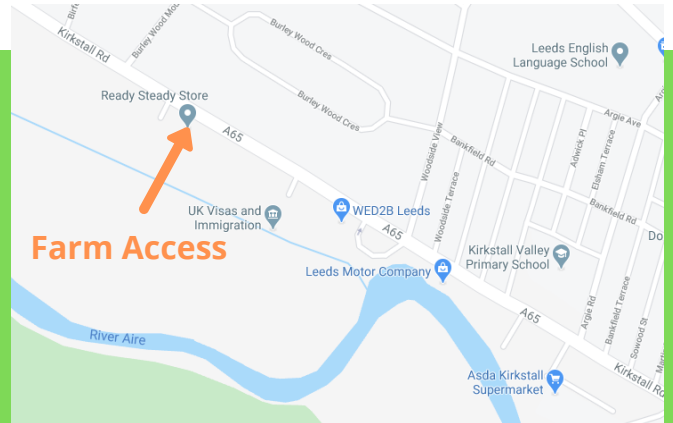 Kirkstall Rd
Burley Wood Cres
Leeds English
Language School
Ready Steady Store
A65
Burley Wood Cres
Argie Ave
Woodside View
Bankfield Rd
Adwick Pl
Elsham Terrace
Woodside Terrace
Bankfield Rd
UK Visas and
Immigration
WED2B Leeds
A65
Farm Access
Kirkstall Valley
Primary School
Leeds Motor Company
Argie Rd
Bankfield Terrace
Sowood St
A65
River Aire
Asda Kirkstall
Supermarket
Kirkstall Rd